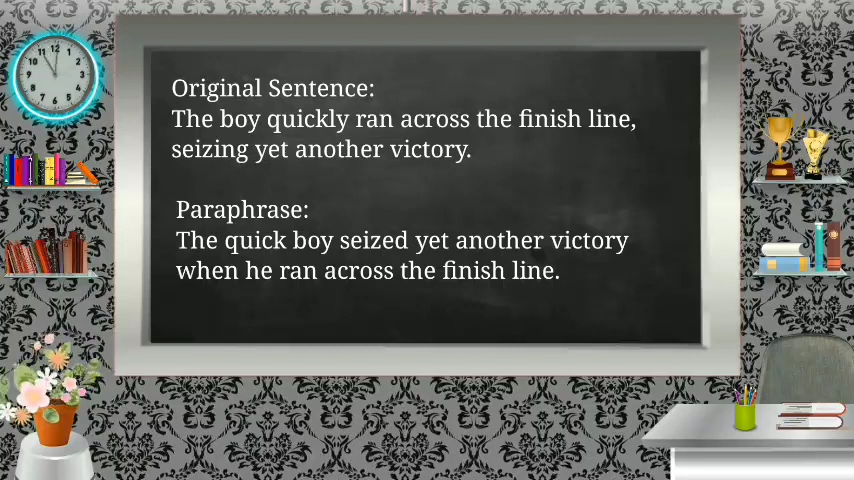 Original Sentence:
The boy quickly ran across the finish line,
seizing yet another victory.
Paraphrase:
The quick boy seized yet another victory
when he ran across the finish line.